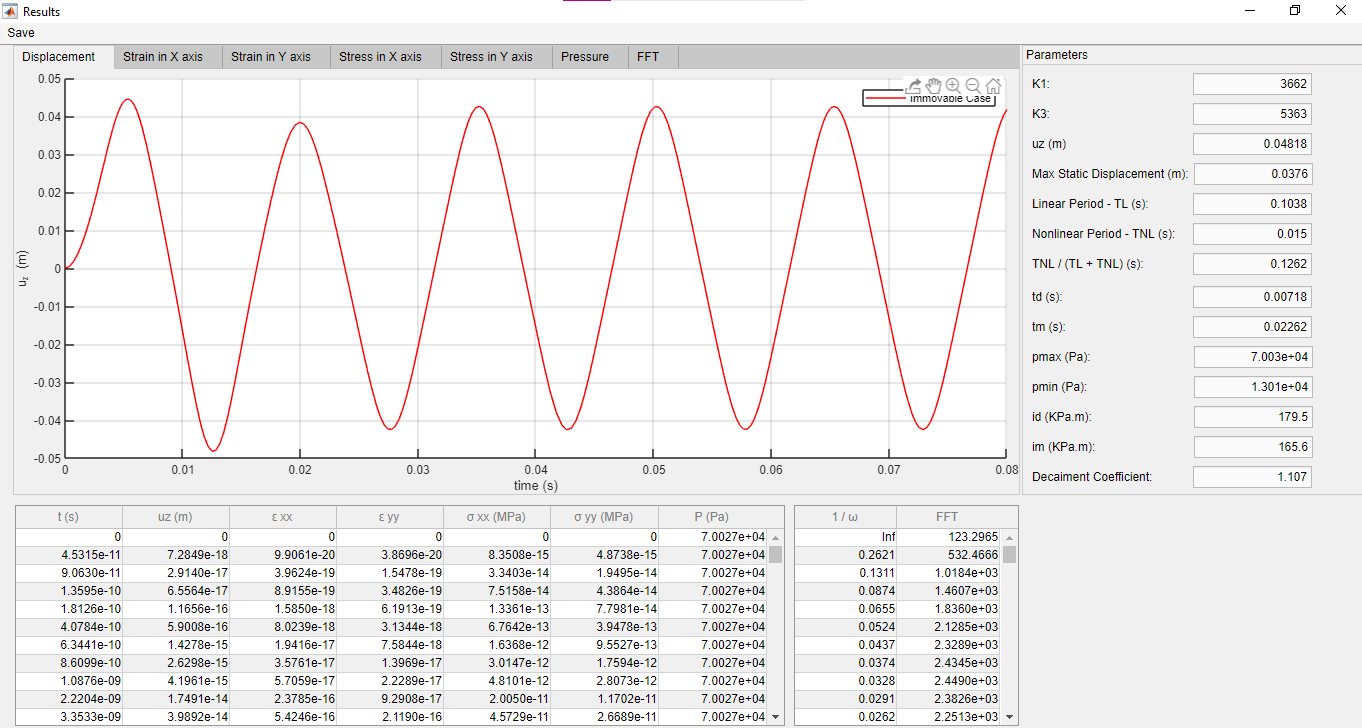 Results
Save
Displacement Strain in X axis Strain in Y axis Stress in X axis Stress in Y axis Pressure FFT
Immovable Case
0.05
0.04
0.03
0.02
0.01
0
-0.01
-0.02
-0.03
-0.04
-0.05
uz (m)
0 0.01 0.02 0.03 0.04 0.05 0.06 0.07 0.08
time (s)
Parameters
K1: 3662
K3: 5363
uz (m) 0.04818
Max Static Displacement (m): 0.0376
Linear Period - TL (s): 0.1038
Nonlinear Period - TNL (s): 0.015
TNL / (TL + TNL) (s): 0.1262
td (s): 0.00718
tm (s): 0.02262
pmax (Pa): 7.003e+04
pmin (Pa): 1.301e+04
id (KPa.m): 179.5
im (KPa.m): 165.6
Decaiment Coefficient: 1.107
t (s) uz (m) ε xx ε yy σ xx (MPa) σ yy (MPa) P (Pa)
0 0 0 0 0 0 7.0027e+04
4.5315e-11 7.2849e-18 9.9061e-20 3.8696e-20 8.3508e-15 4.8738e-15 7.0027e+04
9.0630e-11 2.9140e-17 3.9624e-19 1.5478e-19 3.3403e-14 1.9495e-14 7.0027e+04
1.3595e-10 6.5564e-17 8.9155e-19 3.4826e-19 7.5158e-14 4.3864e-14 7.0027e+04
1.8126e-10 1.1656e-16 1.5850e-18 6.1913e-19 1.3361e-13 7.7981e-14 7.0027e+04
4.0784e-10 5.9008e-16 8.0239e-18 3.1344e-18 6.7642e-13 3.9478e-13 7.0027e+04
6.3441e-10 1.4278e-15 1.9416e-17 7.5844e-18 1.6368e-12 9.5527e-13 7.0027e+04
8.6099e-10 2.6298e-15 3.5761e-17 1.3969e-17 3.0147e-12 1.7594e-12 7.0027e+04
1.0876e-09 4.1961e-15 5.7059e-17 2.2289e-17 4.8101e-12 2.8073e-12 7.0027e+04
2.2204e-09 1.7491e-14 2.3785e-16 9.2908e-17 2.0051e-11 1.1702e-11 7.0027e+04
3.3533e-09 3.9892e-14 5.4246e-16 2.1190e-16 4.5729e-11 2.6689e-11 7.0027e+04
1 / ω FFT
Inf 123.2965
0.2621 532.4666
0.1311 1.0184e+03
0.0874 1.4607e+03
0.0655 1.8360e+03
0.0524 2.1285e+03
0.0437 2.3289e+03
0.0374 2.4345e+03
0.0328 2.4490e+03
0.0291 2.3826e+03
0.0262 2.2513e+03